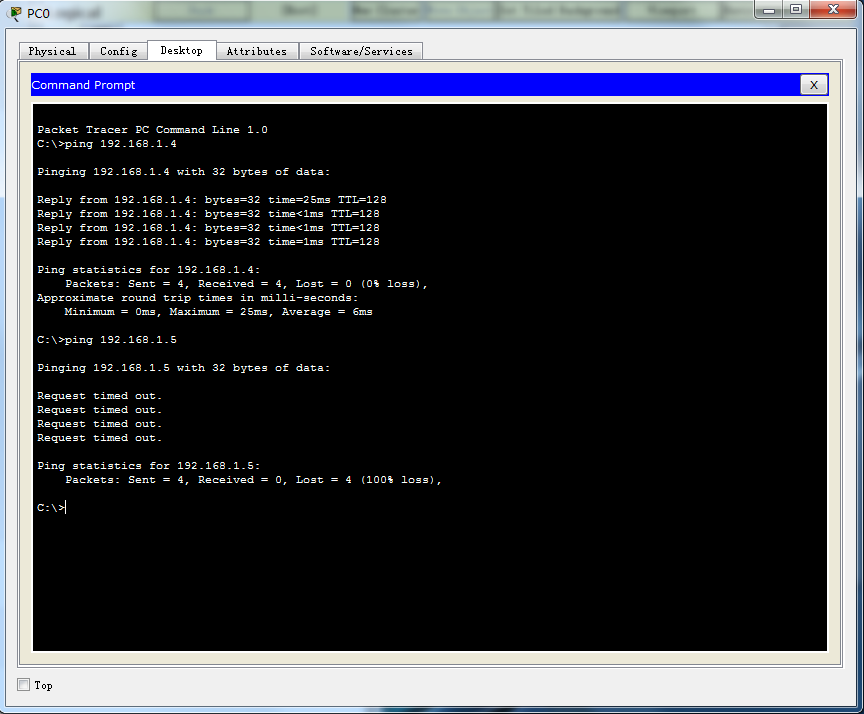 PC0
Physical Config Desktop Attributes Software/Services
Command Prompt X
Packet Tracer PC Command Line 1.0
C:\>ping 192.168.1.4
Pinging 192.168.1.4 with 32 bytes of data:
Reply from 192.168.1.4: bytes=32 time=25ms TTL=128
Reply from 192.168.1.4: bytes=32 time<1ms TTL=128
Reply from 192.168.1.4: bytes=32 time<1ms TTL=128
Reply from 192.168.1.4: bytes=32 time=1ms TTL=128
Ping statistics for 192.168.1.4:
Packets: Sent = 4, Received = 4, Lost = 0 (0% loss),
Approximate round trip times in milli-seconds:
Minimum = 0ms, Maximum = 25ms, Average = 6ms
C:\>ping 192.168.1.5
Pinging 192.168.1.5 with 32 bytes of data:
Request timed out.
Request timed out.
Request timed out.
Request timed out.
Ping statistics for 192.168.1.5:
Packets: Sent = 4, Received = 0, Lost = 4 (100% loss),
C:\>
Top